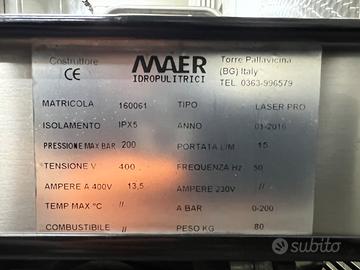 Costruttore MAER Torre Pallavicina
CE IDROPULITRICI (BG) Italy
TEL. 0363-996579
MATRICOLA 160061 TIPO LASER PRO
ISOLAMENTO IPX5 ANNO 01-2016
PRESSIONE MAX BAR 200 PORTATA L/M 15
TENSIONE V 400 FREQUENZA Hz 50
AMPERE A 400V 13,5 AMPERE 230V //
TEMP MAX °C // A BAR 0-200
COMBUSTIBILE // PESO KG 80
subito